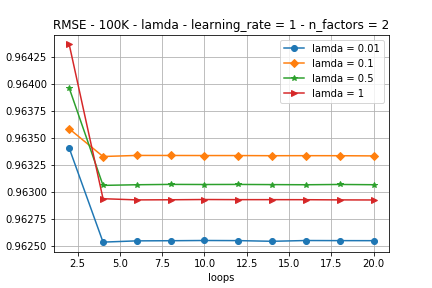 RMSE - 100K - lamda - learning_rate = 1 - n_factors = 2
lamda = 0.01
lamda = 0.1
lamda = 0.5
lamda = 1
0.96425
0.96400
0.96375
0.96350
0.96325
0.96300
0.96275
0.96250
2.5 5.0 7.5 10.0 12.5 15.0 17.5 20.0
loops